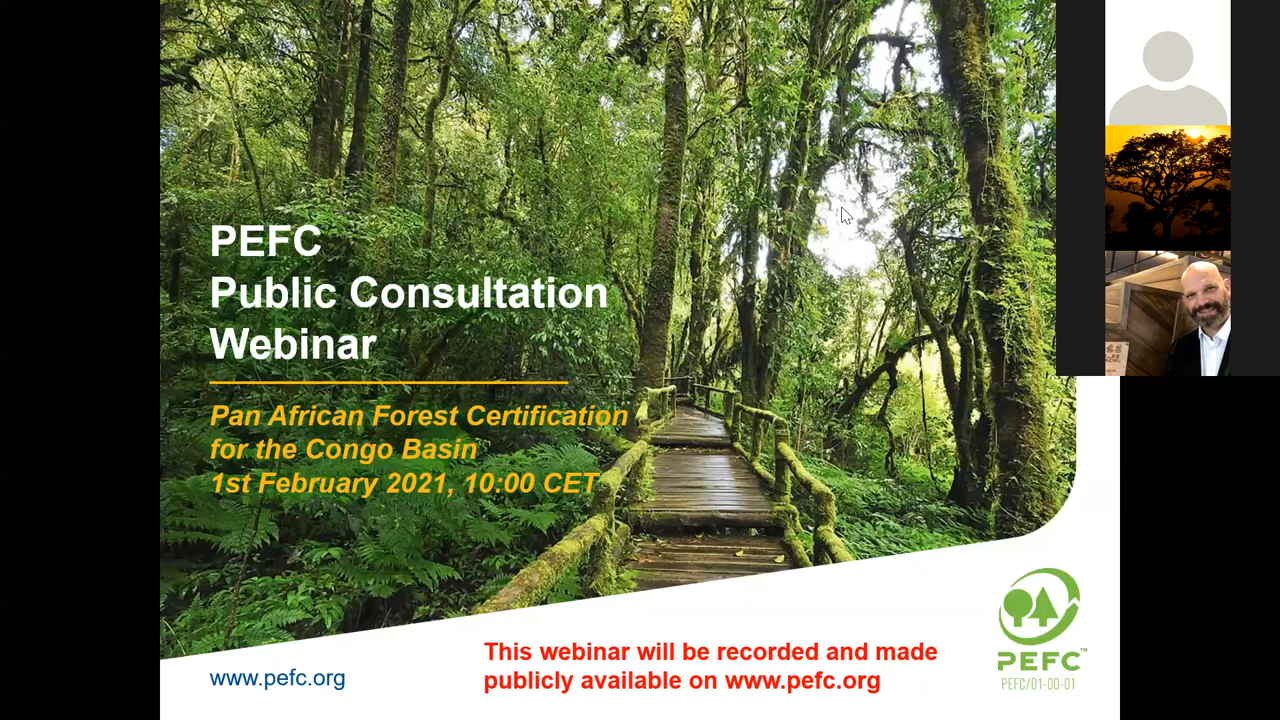 PEFC
Public Consultation
Webinar
Pan African Forest Certification
for the Congo Basin
1st February 2021, 10:00 CET
www.pefc.org
This webinar will be recorded and made
publicly available on www.pefc.org
PEFC™
PEFC/01-00-01